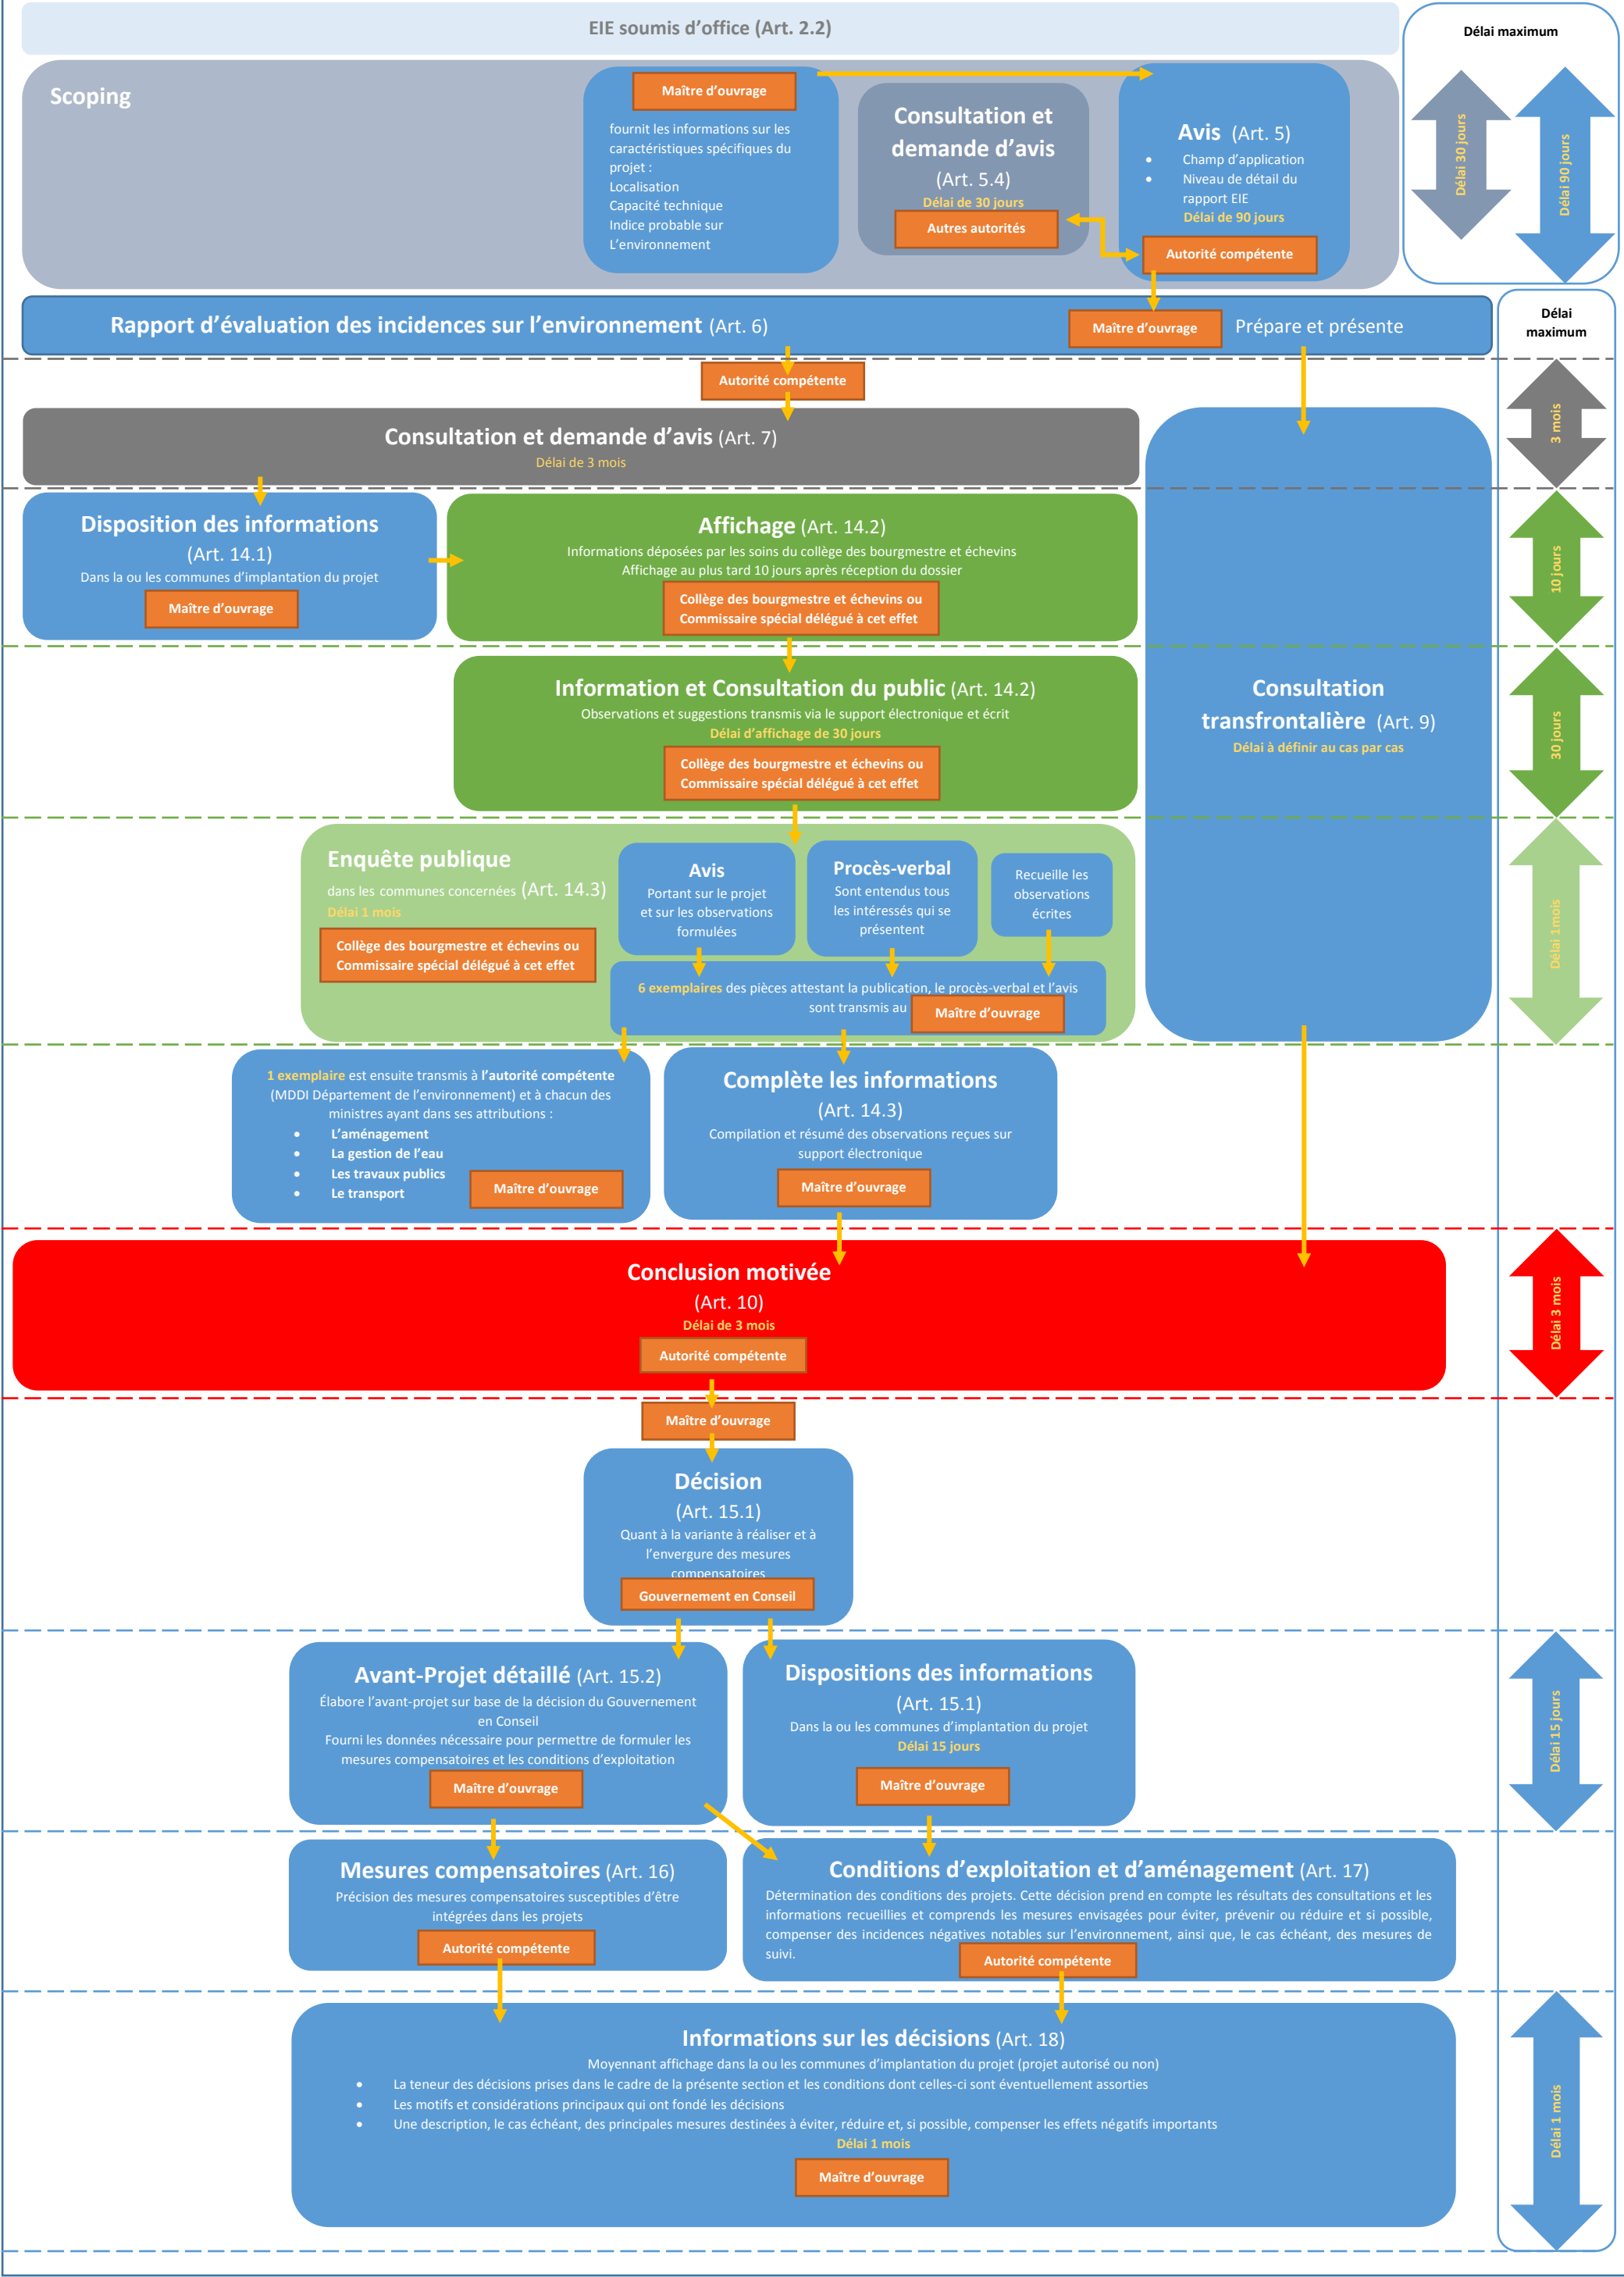 EIE soumis d'office (Art. 2.2)
Délai maximum
Scoping
Maître d'ouvrage
fournit les informations sur les
caractéristiques spécifiques du
projet :
Localisation
Capacité technique
Indice probable sur
L'environnement
Consultation et
demande d'avis
(Art. 5.4)
Délai de 30 jours
Autres autorités
Avis (Art. 5)
• Champ d'application
• Niveau de détail du
rapport EIE
Délai de 90 jours
Autorité compétente
Délai 30 jours
Délai 90 jours
Rapport d'évaluation des incidences sur l'environnement (Art. 6)
Maître d'ouvrage Prépare et présente
Délai
maximum
Autorité compétente
Consultation et demande d'avis (Art. 7)
Délai de 3 mois
3 mois
Disposition des informations
(Art. 14.1)
Dans la ou les communes d'implantation du projet
Maître d'ouvrage
Affichage (Art. 14.2)
Informations déposées par les soins du collège des bourgmestre et échevins
Affichage au plus tard 10 jours après réception du dossier
Collège des bourgmestre et échevins ou
Commissaire spécial délégué à cet effet
10 jours
Information et Consultation du public (Art. 14.2)
Observations et suggestions transmis via le support électronique et écrit
Délai d'affichage de 30 jours
Collège des bourgmestre et échevins ou
Commissaire spécial délégué à cet effet
Consultation
transfrontalière (Art. 9)
Délai à définir au cas par cas
30 jours
Enquête publique
dans les communes concernées (Art. 14.3)
Délai 1 mois
Collège des bourgmestre et échevins ou
Commissaire spécial délégué à cet effet
Avis
Portant sur le projet
et sur les observations
formulées
Procès-verbal
Sont entendus tous
les intéressés qui se
présentent
Recueille les
observations
écrites
6 exemplaires des pièces attestant la publication, le procès-verbal et l'avis
sont transmis au Maître d'ouvrage
Délai 1mois
1 exemplaire est ensuite transmis à l'autorité compétente
(MDDI Département de l'environnement) et à chacun des
ministres ayant dans ses attributions :
• L'aménagement
• La gestion de l'eau
• Les travaux publics
• Le transport
Maître d'ouvrage
Complète les informations
(Art. 14.3)
Compilation et résumé des observations reçues sur
support électronique
Maître d'ouvrage
Conclusion motivée
(Art. 10)
Délai de 3 mois
Autorité compétente
Délai 3 mois
Maître d'ouvrage
Décision
(Art. 15.1)
Quant à la variante à réaliser et à
l'envergure des mesures
compensatoires
Gouvernement en Conseil
Avant-Projet détaillé (Art. 15.2)
Élabore l'avant-projet sur base de la décision du Gouvernement
en Conseil
Fourni les données nécessaire pour permettre de formuler les
mesures compensatoires et les conditions d'exploitation
Maître d'ouvrage
Dispositions des informations
(Art. 15.1)
Dans la ou les communes d'implantation du projet
Délai 15 jours
Maître d'ouvrage
Délai 15 jours
Mesures compensatoires (Art. 16)
Précision des mesures compensatoires susceptibles d'être
intégrées dans les projets
Autorité compétente
Conditions d'exploitation et d'aménagement (Art. 17)
Détermination des conditions des projets. Cette décision prend en compte les résultats des consultations et les
informations recueillies et comprends les mesures envisagées pour éviter, prévenir ou réduire et si possible,
compenser des incidences négatives notables sur l'environnement, ainsi que, le cas échéant, des mesures de
suivi.
Autorité compétente
Informations sur les décisions (Art. 18)
Moyennant affichage dans la ou les communes d'implantation du projet (projet autorisé ou non)
• La teneur des décisions prises dans le cadre de la présente section et les conditions dont celles-ci sont éventuellement assorties
• Les motifs et considérations principaux qui ont fondé les décisions
• Une description, le cas échéant, des principales mesures destinées à éviter, réduire et, si possible, compenser les effets négatifs importants
Délai 1 mois
Maître d'ouvrage
Délai 1 mois